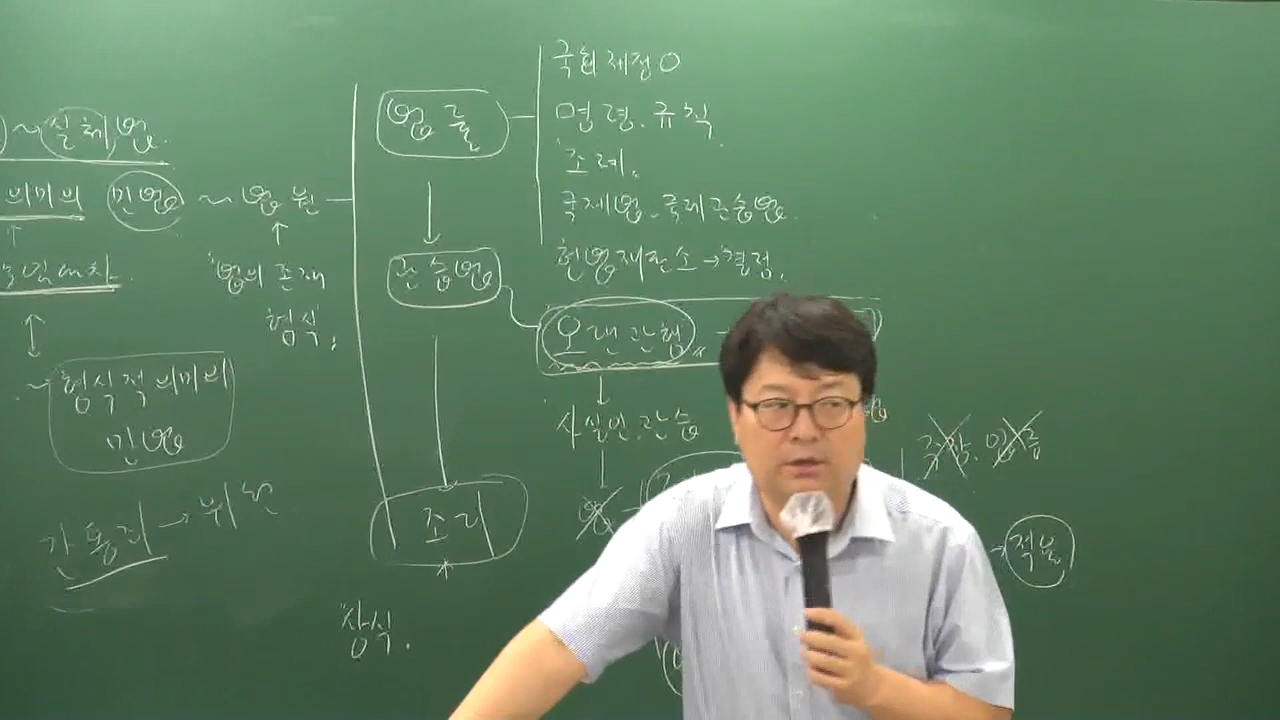 ~실체법.
의미의 민법 ~ 법원
"법의 존재
형식.
형식적 의미의
민법
간통죄 → 위헌
법률
관습법
조리
상식.
국회제정 O
명령. 규칙.
조례.
국제법. 국제관습법.
헌법재판소→결정.
오랜관행
사실인 관습
법
적용